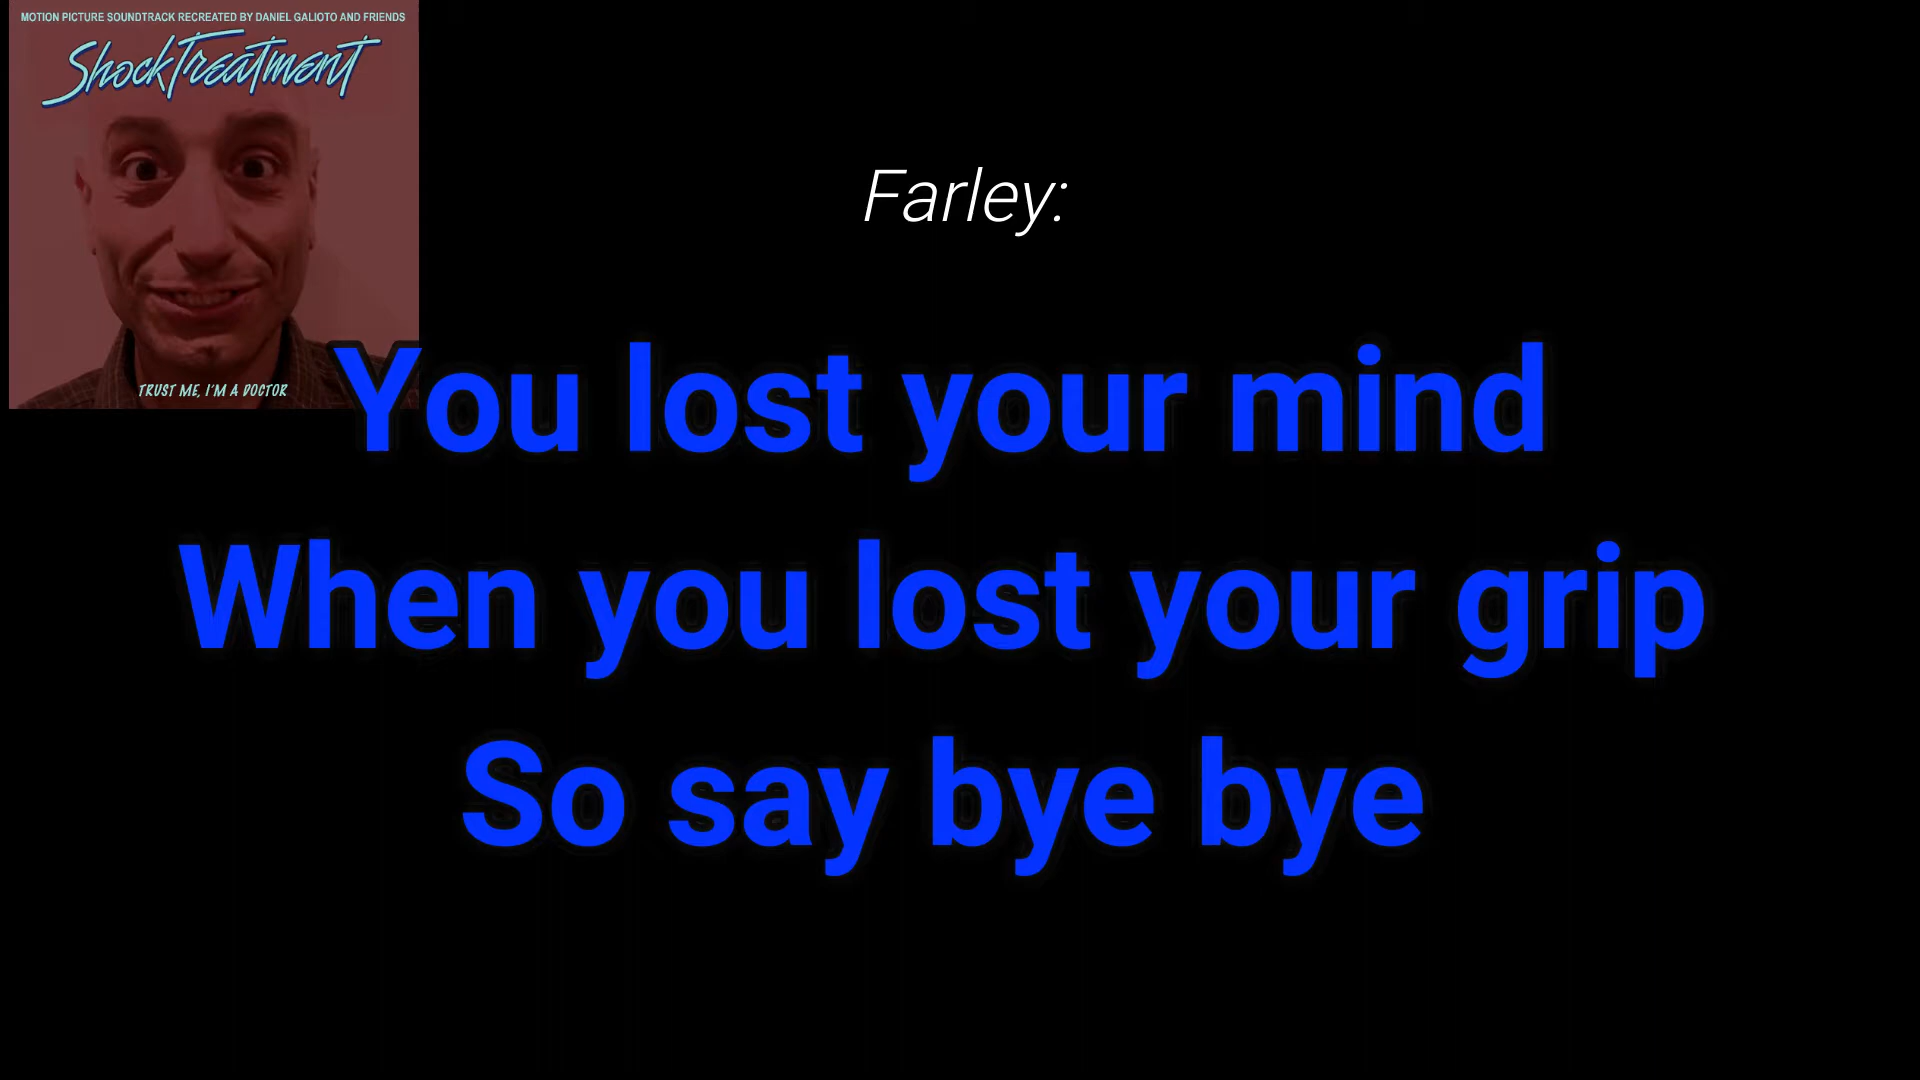 MOTION PICTURE SOUNDTRACK RECREATED BY DANIEL GALIOTO AND FRIENDS
Shock Treatment
TRUST ME, I'M A DOCTOR
Farley:
You lost your mind
When you lost your grip
So say bye bye